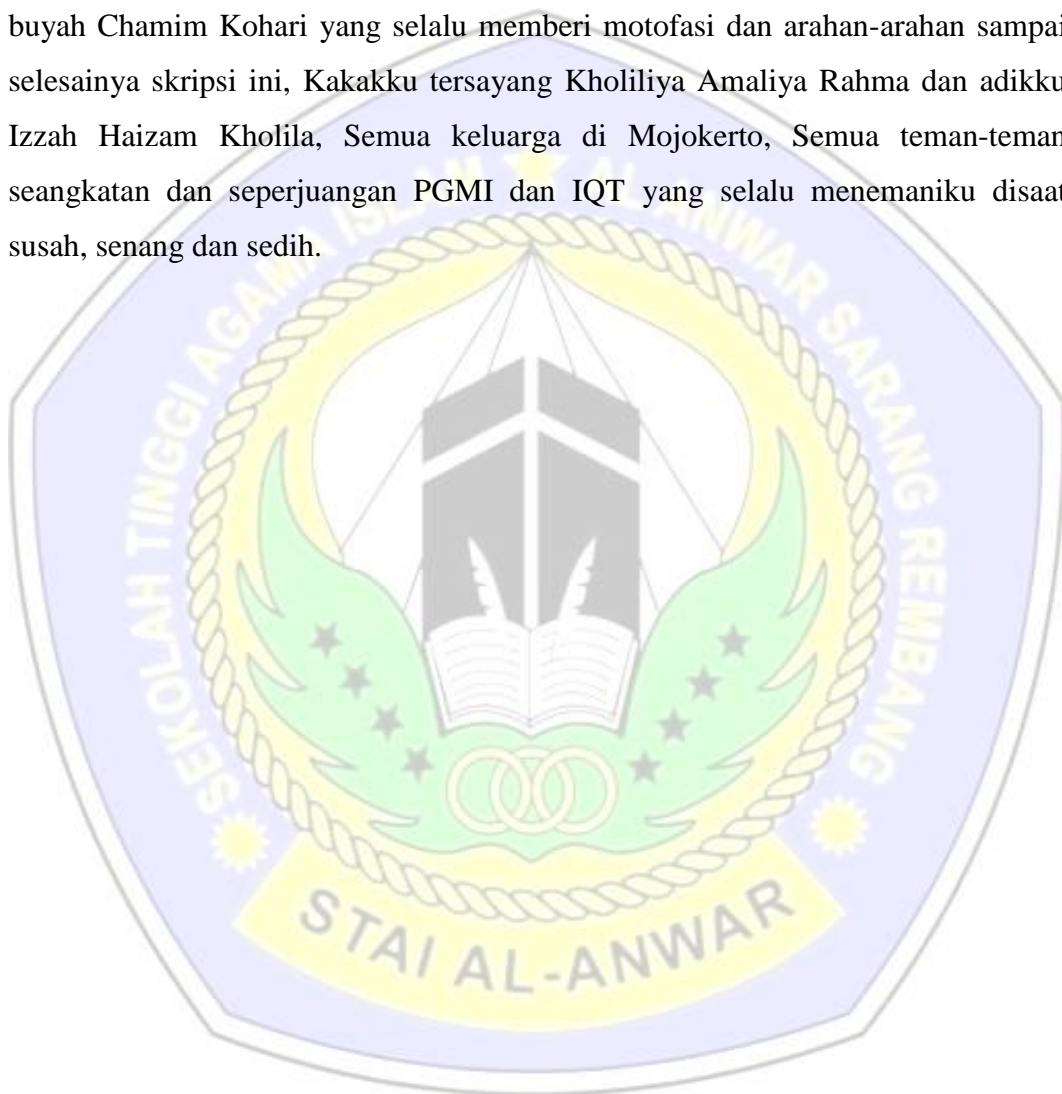 buyah Chamim Kohari yang selalu memberi motofasi dan arahan-arahan sampai
selesainya skripsi ini, Kakakku tersayang Kholiliya Amaliya Rahma dan adikku
Izzah Haizam Kholila, Semua keluarga di Mojokerto, Semua teman-teman
seangkatan dan seperjuangan PGMI dan IQT yang selalu menemaniku disaat
susah, senang dan sedih.
SEKOLAH TINGGI AGAMA ISLAM AL-ANWAR SARANG REMBANG
STAI AL-ANWAR